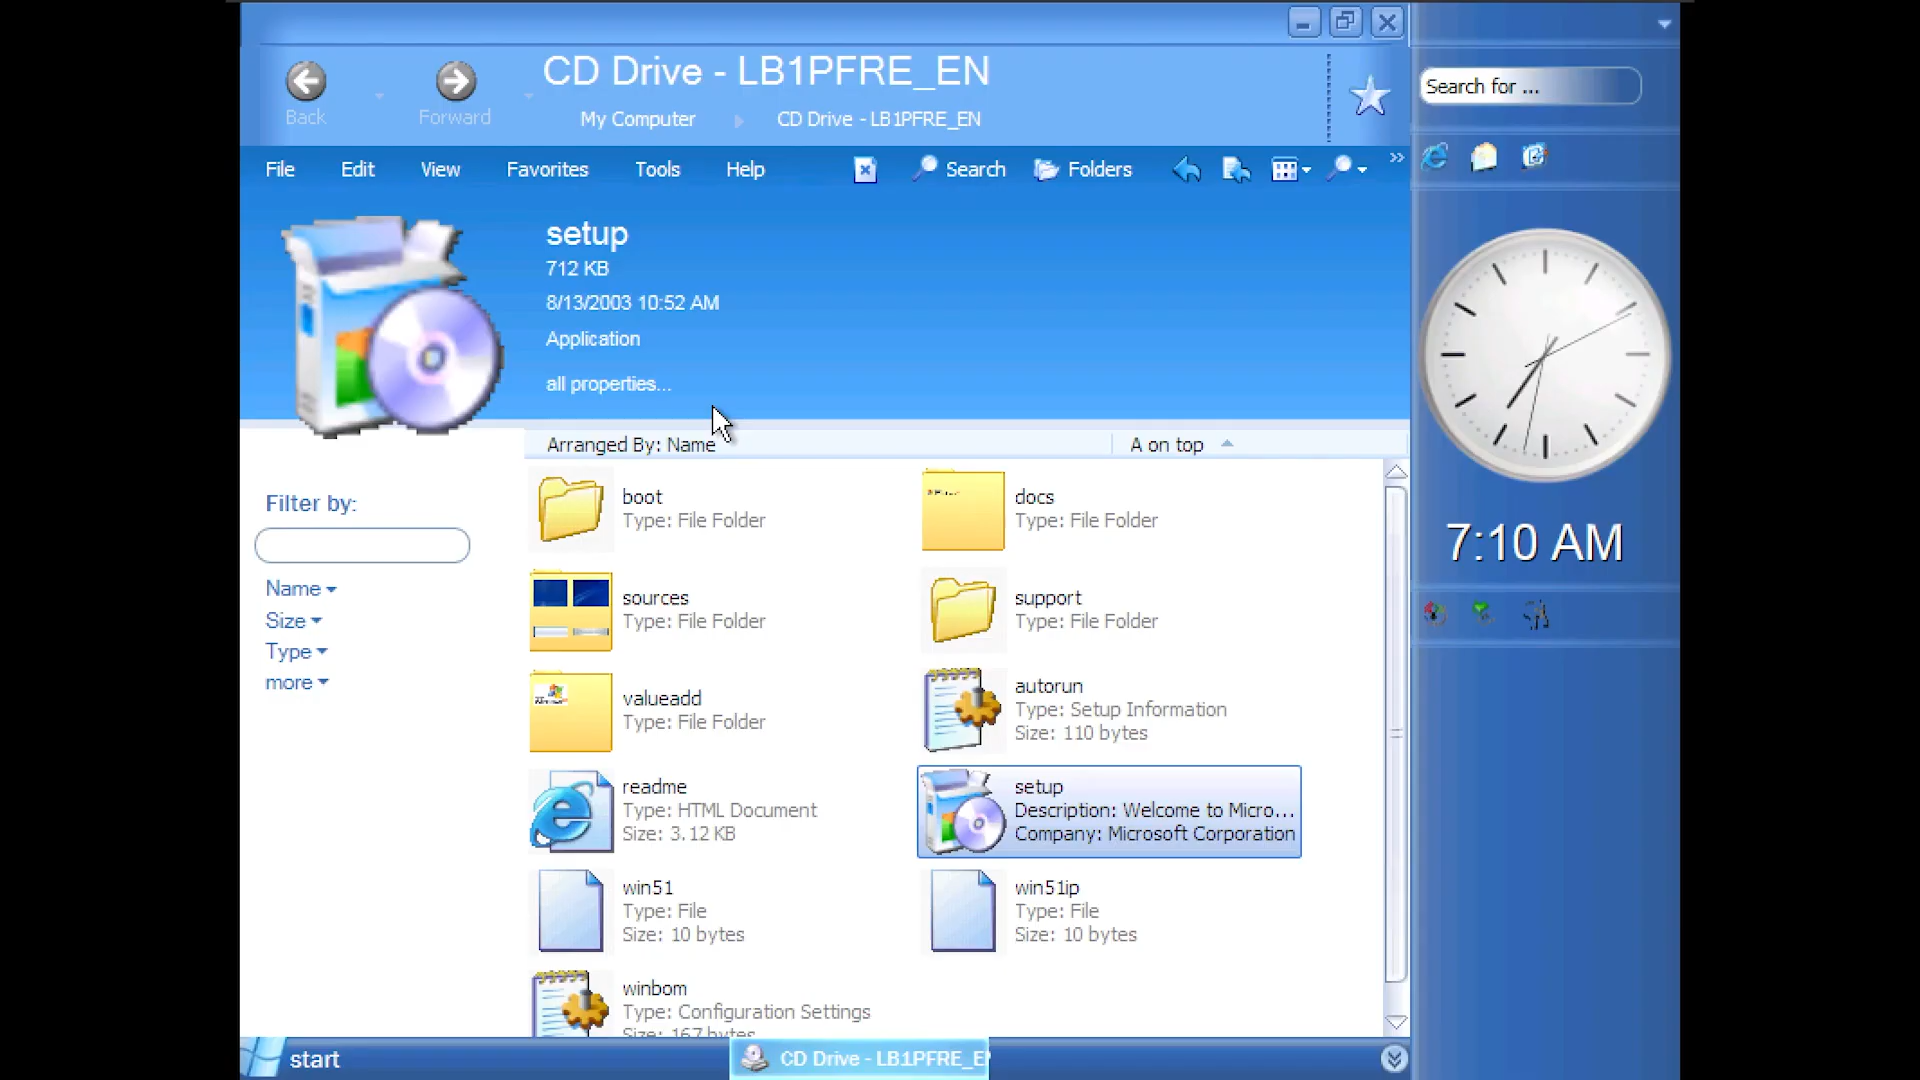 CD Drive - LB1PFRE_EN
Back
Forward
My Computer
CD Drive - LB1PFRE_EN
Search for ...
File Edit View Favorites Tools Help Search Folders
setup
712 KB
8/13/2003 10:52 AM
Application
all properties...
Arranged By: Name
A on top
Filter by:
Name
Size
Type
more
boot
Type: File Folder
docs
Type: File Folder
sources
Type: File Folder
support
Type: File Folder
valueadd
Type: File Folder
autorun
Type: Setup Information
Size: 110 bytes
readme
Type: HTML Document
Size: 3.12 KB
setup
Description: Welcome to Micro...
Company: Microsoft Corporation
win51
Type: File
Size: 10 bytes
win51ip
Type: File
Size: 10 bytes
winbom
Type: Configuration Settings
Size: 167 bytes
7:10 AM
start
CD Drive - LB1PFRE_E